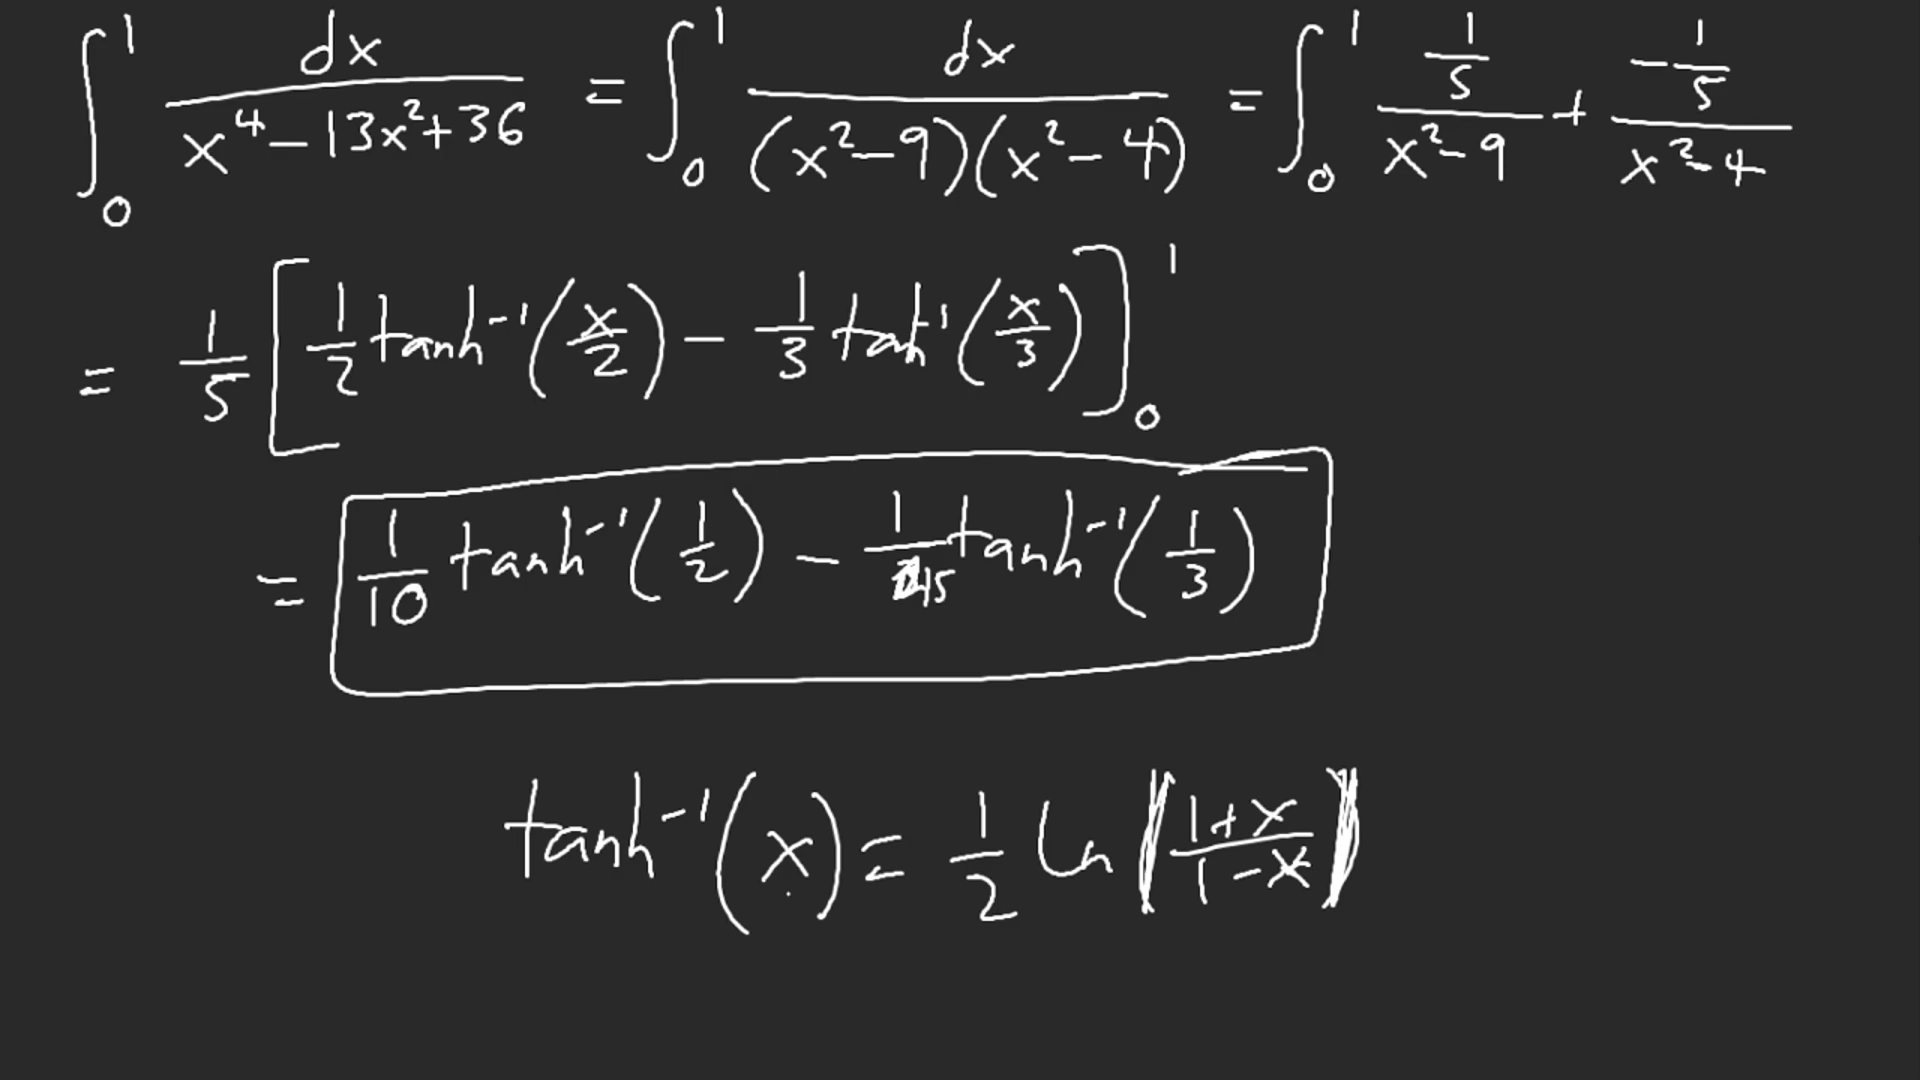 ∫₀¹ dx/(x⁴-13x²+36) = ∫₀¹ dx/((x²-9)(x²-4)) = ∫₀¹ (1/5)/(x²-9) + (-1/5)/(x²-4)
= 1/5 [1/2 tanh⁻¹(x/2) - 1/3 tah⁻¹(x/3)]₀¹
= 1/10 tanh⁻¹(1/2) - 1/15 tanh⁻¹(1/3)
tanh⁻¹(x) = 1/2 ln((1+x)/(1-x))